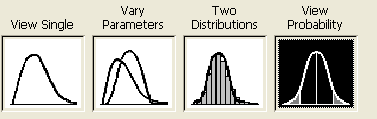 View Single
Vary
Parameters
Two
Distributions
View
Probability